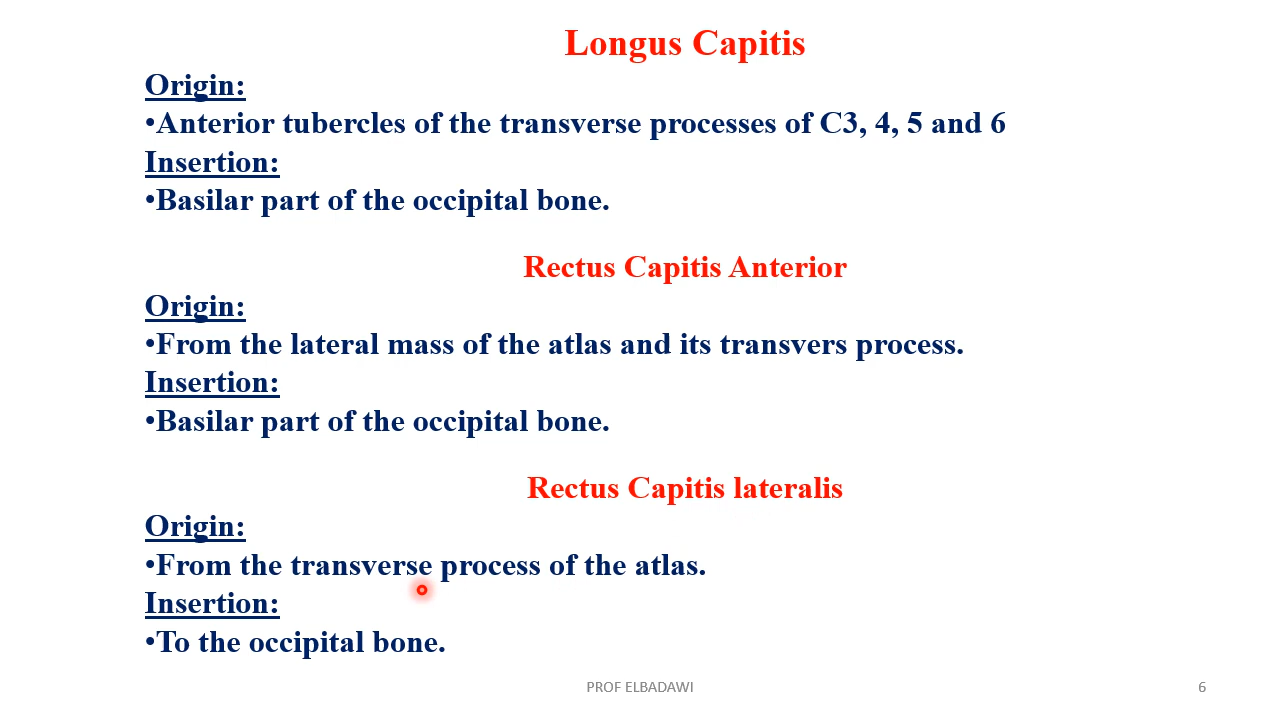 Longus Capitis
Origin:
•Anterior tubercles of the transverse processes of C3, 4, 5 and 6
Insertion:
•Basilar part of the occipital bone.
Rectus Capitis Anterior
Origin:
•From the lateral mass of the atlas and its transvers process.
Insertion:
•Basilar part of the occipital bone.
Rectus Capitis lateralis
Origin:
•From the transverse process of the atlas.
Insertion:
•To the occipital bone.
PROF ELBADAWI
6